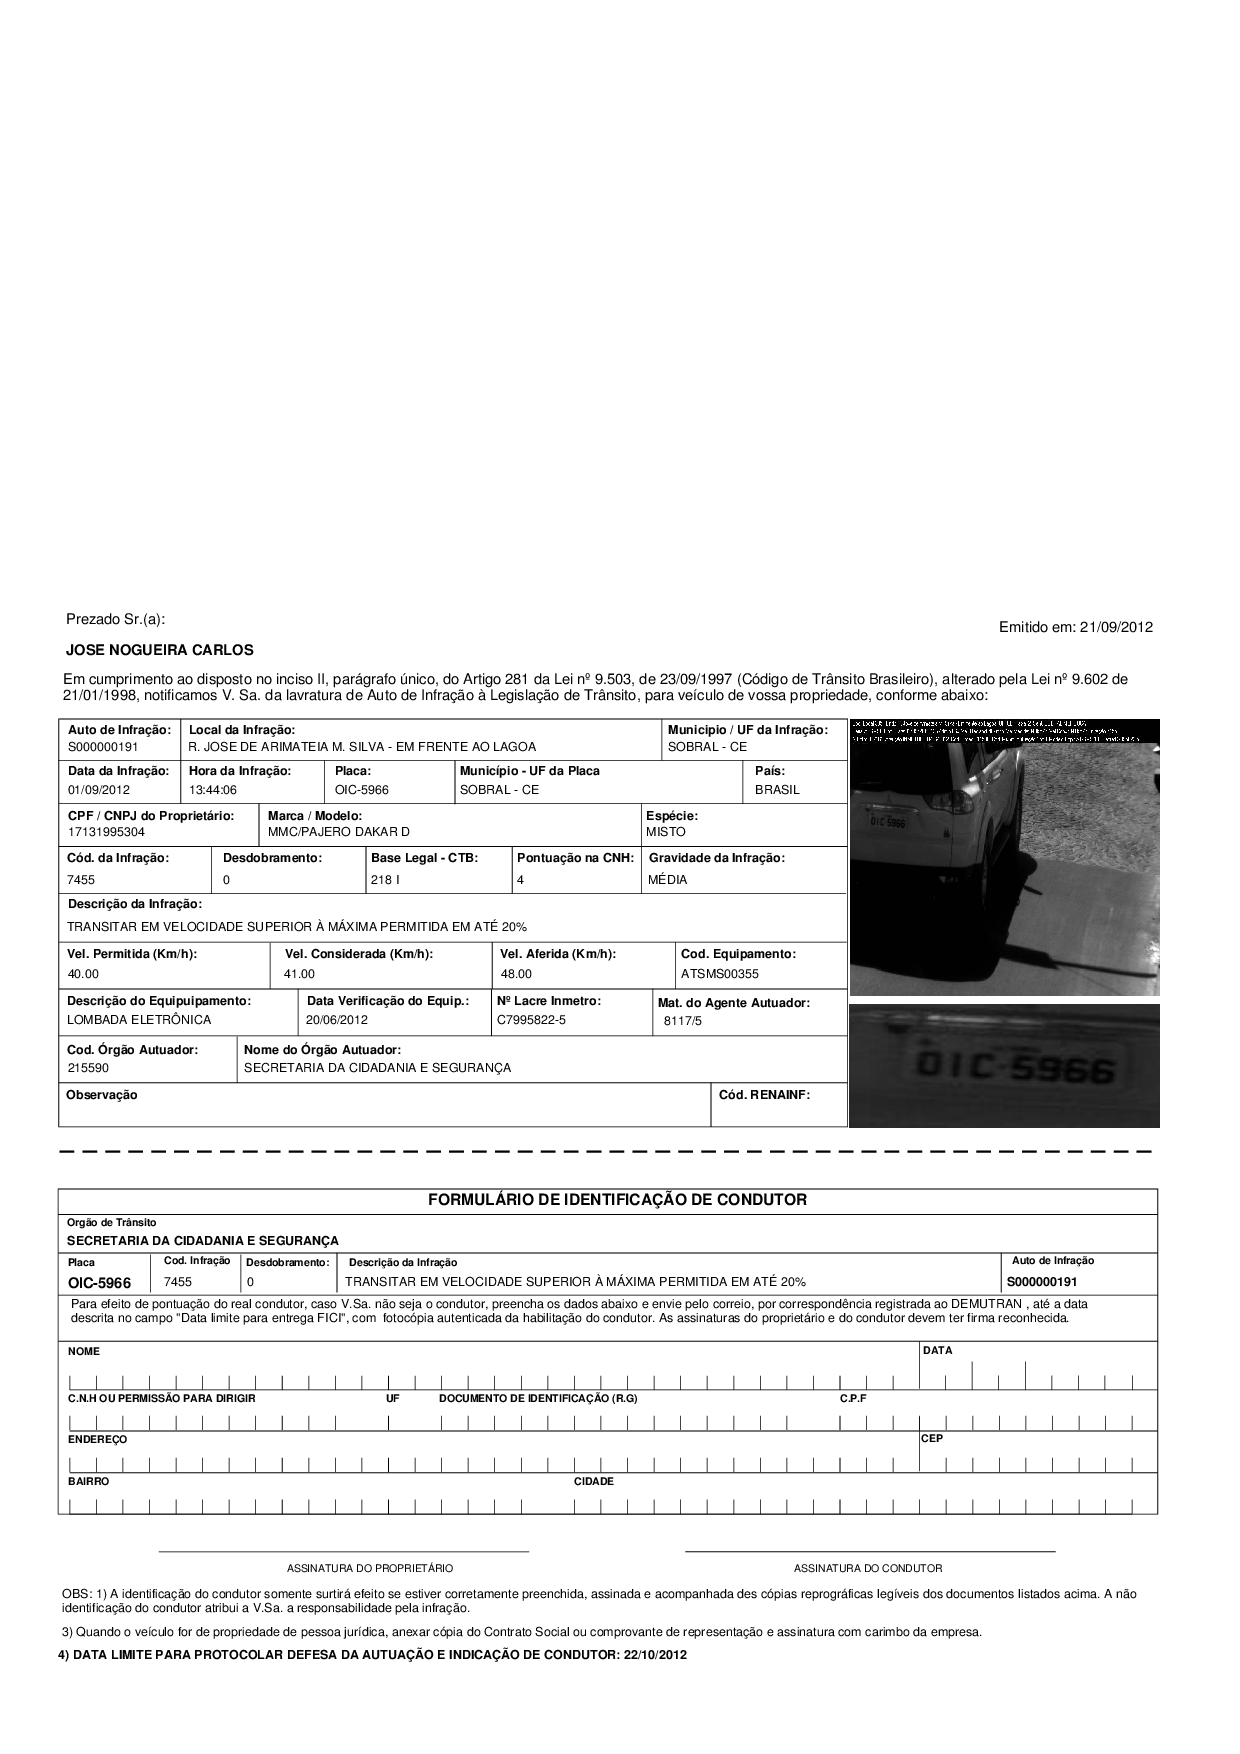 Prezado Sr.(a):
Emitido em: 21/09/2012
JOSE NOGUEIRA CARLOS
Em cumprimento ao disposto no inciso II, parágrafo único, do Artigo 281 da Lei nº 9.503, de 23/09/1997 (Código de Trânsito Brasileiro), alterado pela Lei nº 9.602 de
21/01/1998, notificamos V. Sa. da lavratura de Auto de Infração à Legislação de Trânsito, para veículo de vossa propriedade, conforme abaixo:
Auto de Infração: Local da Infração: Municipio / UF da Infração:
S000000191 R. JOSE DE ARIMATEIA M. SILVA - EM FRENTE AO LAGOA SOBRAL - CE
Data da Infração: Hora da Infração: Placa: Município - UF da Placa País:
01/09/2012 13:44:06 OIC-5966 SOBRAL - CE BRASIL
CPF / CNPJ do Proprietário: Marca / Modelo: Espécie:
17131995304 MMC/PAJERO DAKAR D MISTO
Cód. da Infração: Desdobramento: Base Legal - CTB: Pontuação na CNH: Gravidade da Infração:
7455 0 218 I 4 MÉDIA
Descrição da Infração:
TRANSITAR EM VELOCIDADE SUPERIOR À MÁXIMA PERMITIDA EM ATÉ 20%
Vel. Permitida (Km/h): Vel. Considerada (Km/h): Vel. Aferida (Km/h): Cod. Equipamento:
40.00 41.00 48.00 ATSMS00355
Descrição do Equipuipamento: Data Verificação do Equip.: Nº Lacre Inmetro: Mat. do Agente Autuador:
LOMBADA ELETRÔNICA 20/06/2012 C7995822-5 8117/5
Cod. Órgão Autuador: Nome do Órgão Autuador:
215590 SECRETARIA DA CIDADANIA E SEGURANÇA
Observação Cód. RENAINF:
OIC 5966
OIC-5966
FORMULÁRIO DE IDENTIFICAÇÃO DE CONDUTOR
Orgão de Trânsito
SECRETARIA DA CIDADANIA E SEGURANÇA
Placa Cod. Infração Desdobramento: Descrição da Infração Auto de Infração
OIC-5966 7455 0 TRANSITAR EM VELOCIDADE SUPERIOR À MÁXIMA PERMITIDA EM ATÉ 20% S000000191
Para efeito de pontuação do real condutor, caso V.Sa. não seja o condutor, preencha os dados abaixo e envie pelo correio, por correspondência registrada ao DEMUTRAN , até a data
descrita no campo "Data limite para entrega FICI", com fotocópia autenticada da habilitação do condutor. As assinaturas do proprietário e do condutor devem ter firma reconhecida.
NOME DATA
C.N.H OU PERMISSÃO PARA DIRIGIR UF DOCUMENTO DE IDENTIFICAÇÃO (R.G) C.P.F
ENDEREÇO CEP
BAIRRO CIDADE
ASSINATURA DO PROPRIETÁRIO ASSINATURA DO CONDUTOR
OBS: 1) A identificação do condutor somente surtirá efeito se estiver corretamente preenchida, assinada e acompanhada des cópias reprográficas legíveis dos documentos listados acima. A não
identificação do condutor atribui a V.Sa. a responsabilidade pela infração.
3) Quando o veículo for de propriedade de pessoa jurídica, anexar cópia do Contrato Social ou comprovante de representação e assinatura com carimbo da empresa.
4) DATA LIMITE PARA PROTOCOLAR DEFESA DA AUTUAÇÃO E INDICAÇÃO DE CONDUTOR: 22/10/2012